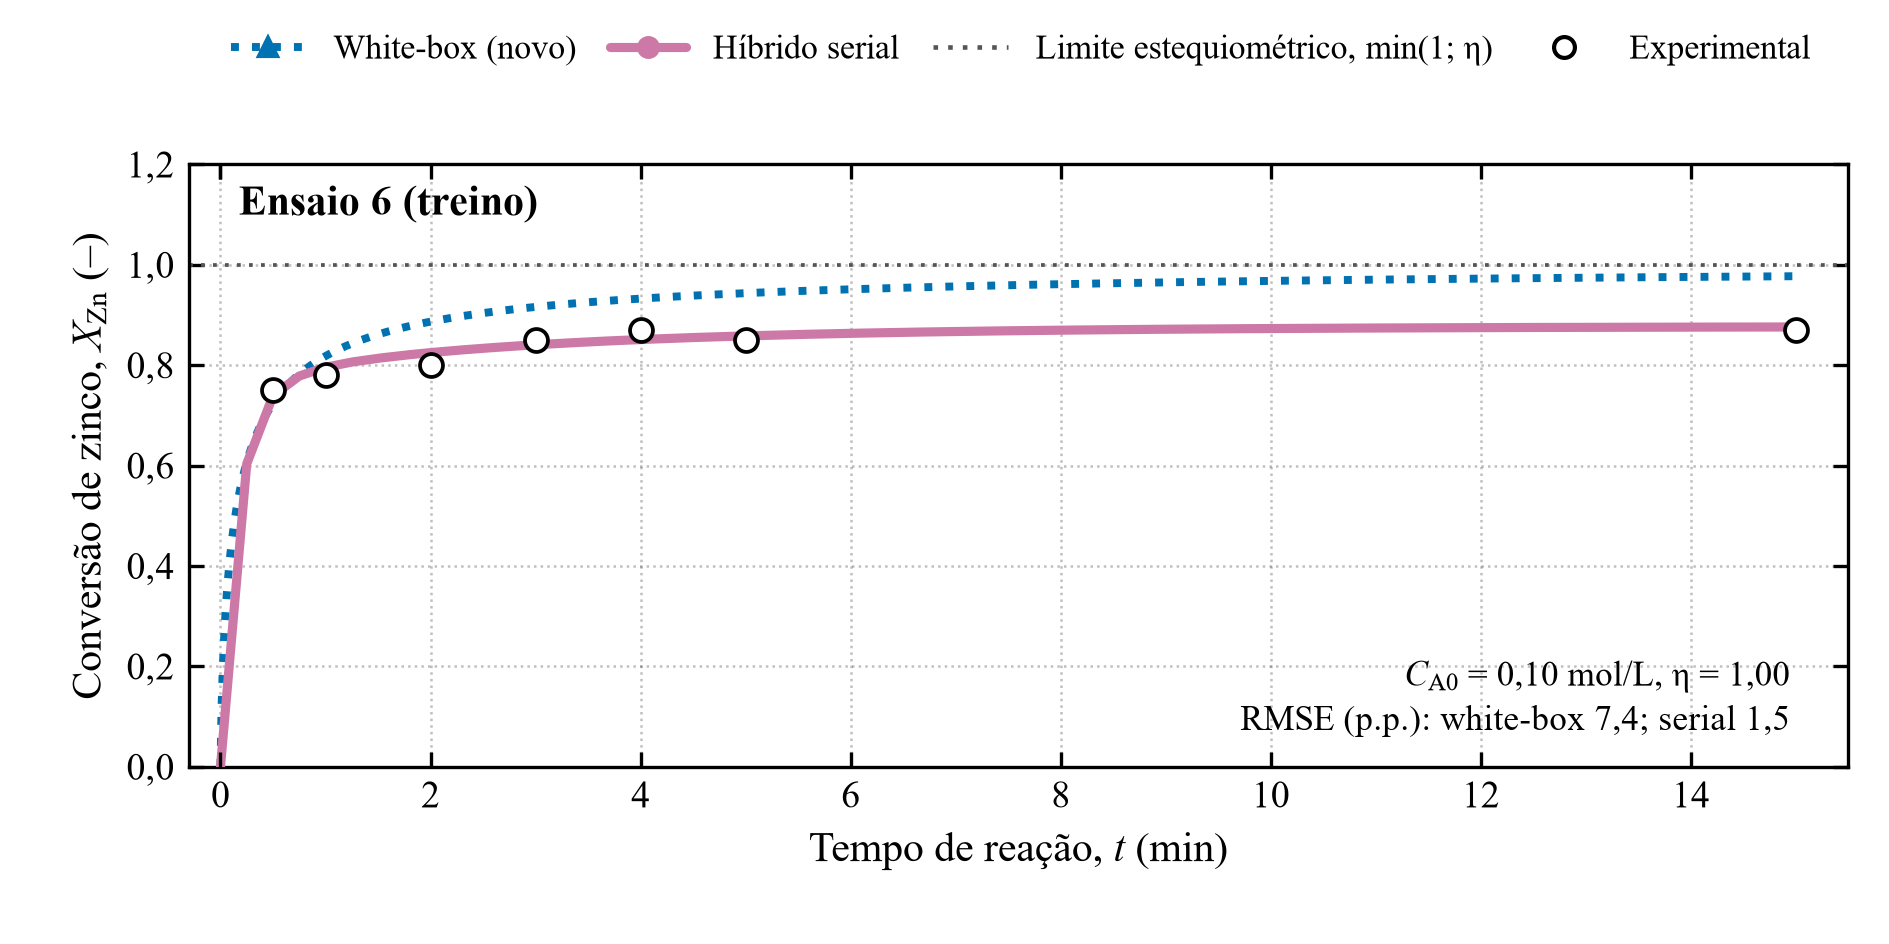 White-box (novo) Híbrido serial Limite estequiométrico, min(1; η) Experimental
Ensaio 6 (treino)
Conversão de zinco, X_Zn (−)
1,2
1,0
0,8
0,6
0,4
0,2
0,0
C_A0 = 0,10 mol/L, η = 1,00
RMSE (p.p.): white-box 7,4; serial 1,5
0 2 4 6 8 10 12 14
Tempo de reação, t (min)